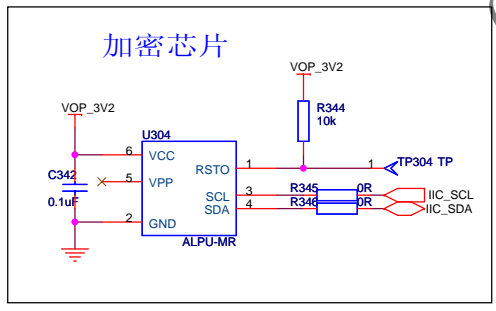 加密芯片
VOP_3V2
R344
10k
VOP_3V2
U304
6 VCC
RSTO 1
1 TP304 TP
C342
0.1uF
5 VPP
SCL 3
R345 0R
IIC_SCL
SDA 4
R346 0R
IIC_SDA
2 GND
ALPU-MR